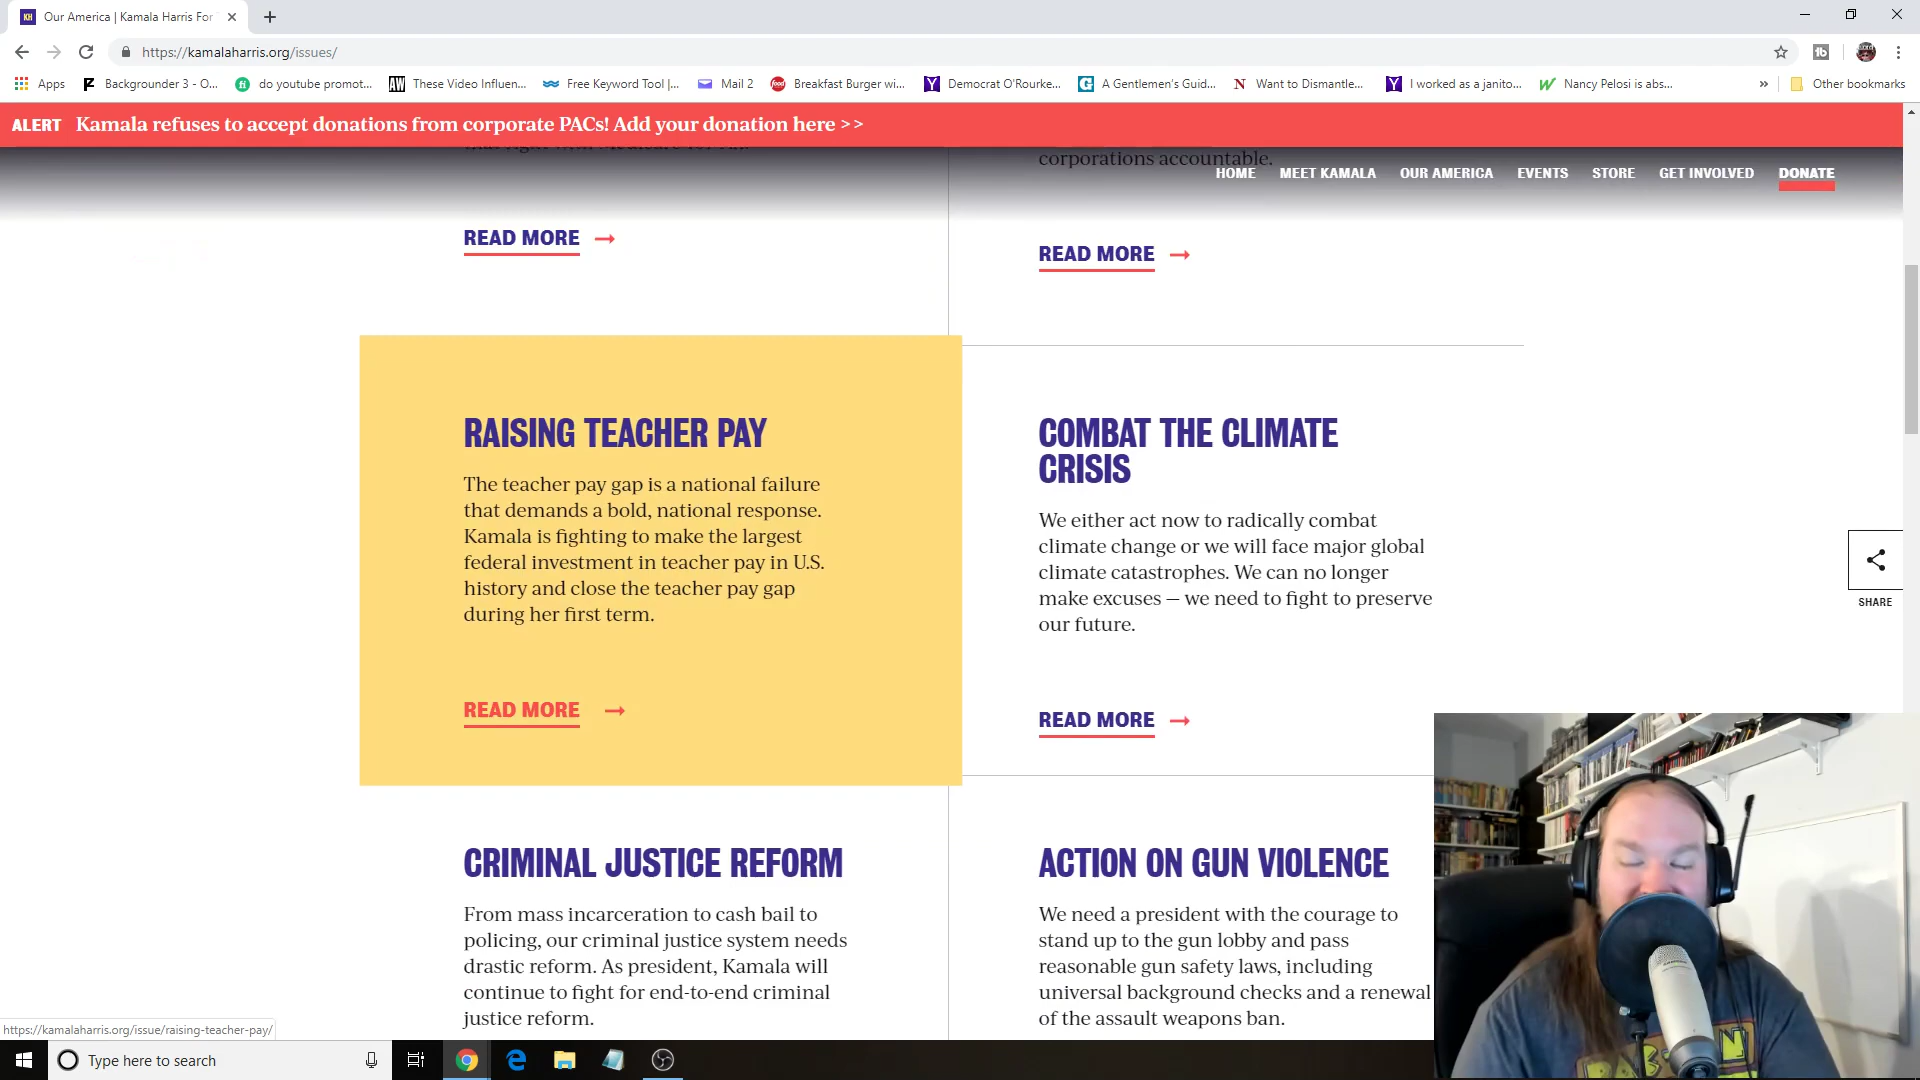 Our America | Kamala Harris For
https://kamalaharris.org/issues/
Apps
Backgrounder 3 - O...
do youtube promot...
These Video Influen...
Free Keyword Tool |...
Mail 2
Breakfast Burger wi...
Democrat O'Rourke...
A Gentlemen's Guid...
Want to Dismantle...
I worked as a janito...
Nancy Pelosi is abs...
»
Other bookmarks
ALERT Kamala refuses to accept donations from corporate PACs! Add your donation here >>
corporations accountable.
HOME MEET KAMALA OUR AMERICA EVENTS STORE GET INVOLVED DONATE
READ MORE →
READ MORE →
RAISING TEACHER PAY
The teacher pay gap is a national failure
that demands a bold, national response.
Kamala is fighting to make the largest
federal investment in teacher pay in U.S.
history and close the teacher pay gap
during her first term.
READ MORE →
COMBAT THE CLIMATE
CRISIS
We either act now to radically combat
climate change or we will face major global
climate catastrophes. We can no longer
make excuses — we need to fight to preserve
our future.
READ MORE →
SHARE
CRIMINAL JUSTICE REFORM
From mass incarceration to cash bail to
policing, our criminal justice system needs
drastic reform. As president, Kamala will
continue to fight for end-to-end criminal
justice reform.
ACTION ON GUN VIOLENCE
We need a president with the courage to
stand up to the gun lobby and pass
reasonable gun safety laws, including
universal background checks and a renewal
of the assault weapons ban.
https://kamalaharris.org/issue/raising-teacher-pay/
Type here to search